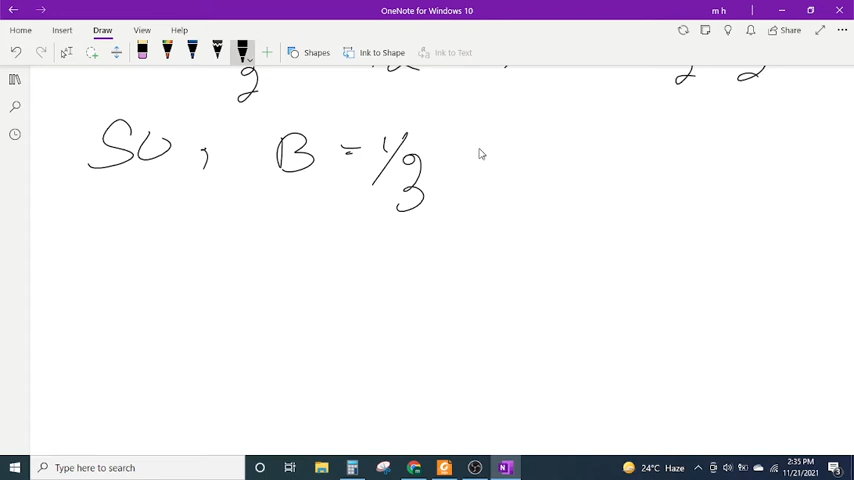 OneNote for Windows 10
m h
Home Insert Draw View Help
Share
Shapes Ink to Shape Ink to Text
So, B = 1/3
Type here to search
24°C Haze
2:35 PM
11/21/2021
3